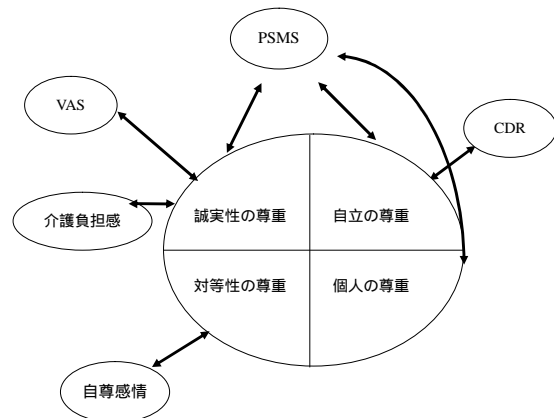 PSMS
VAS
CDR
介護負担感
誠実性の尊重
自立の尊重
対等性の尊重
個人の尊重
自尊感情